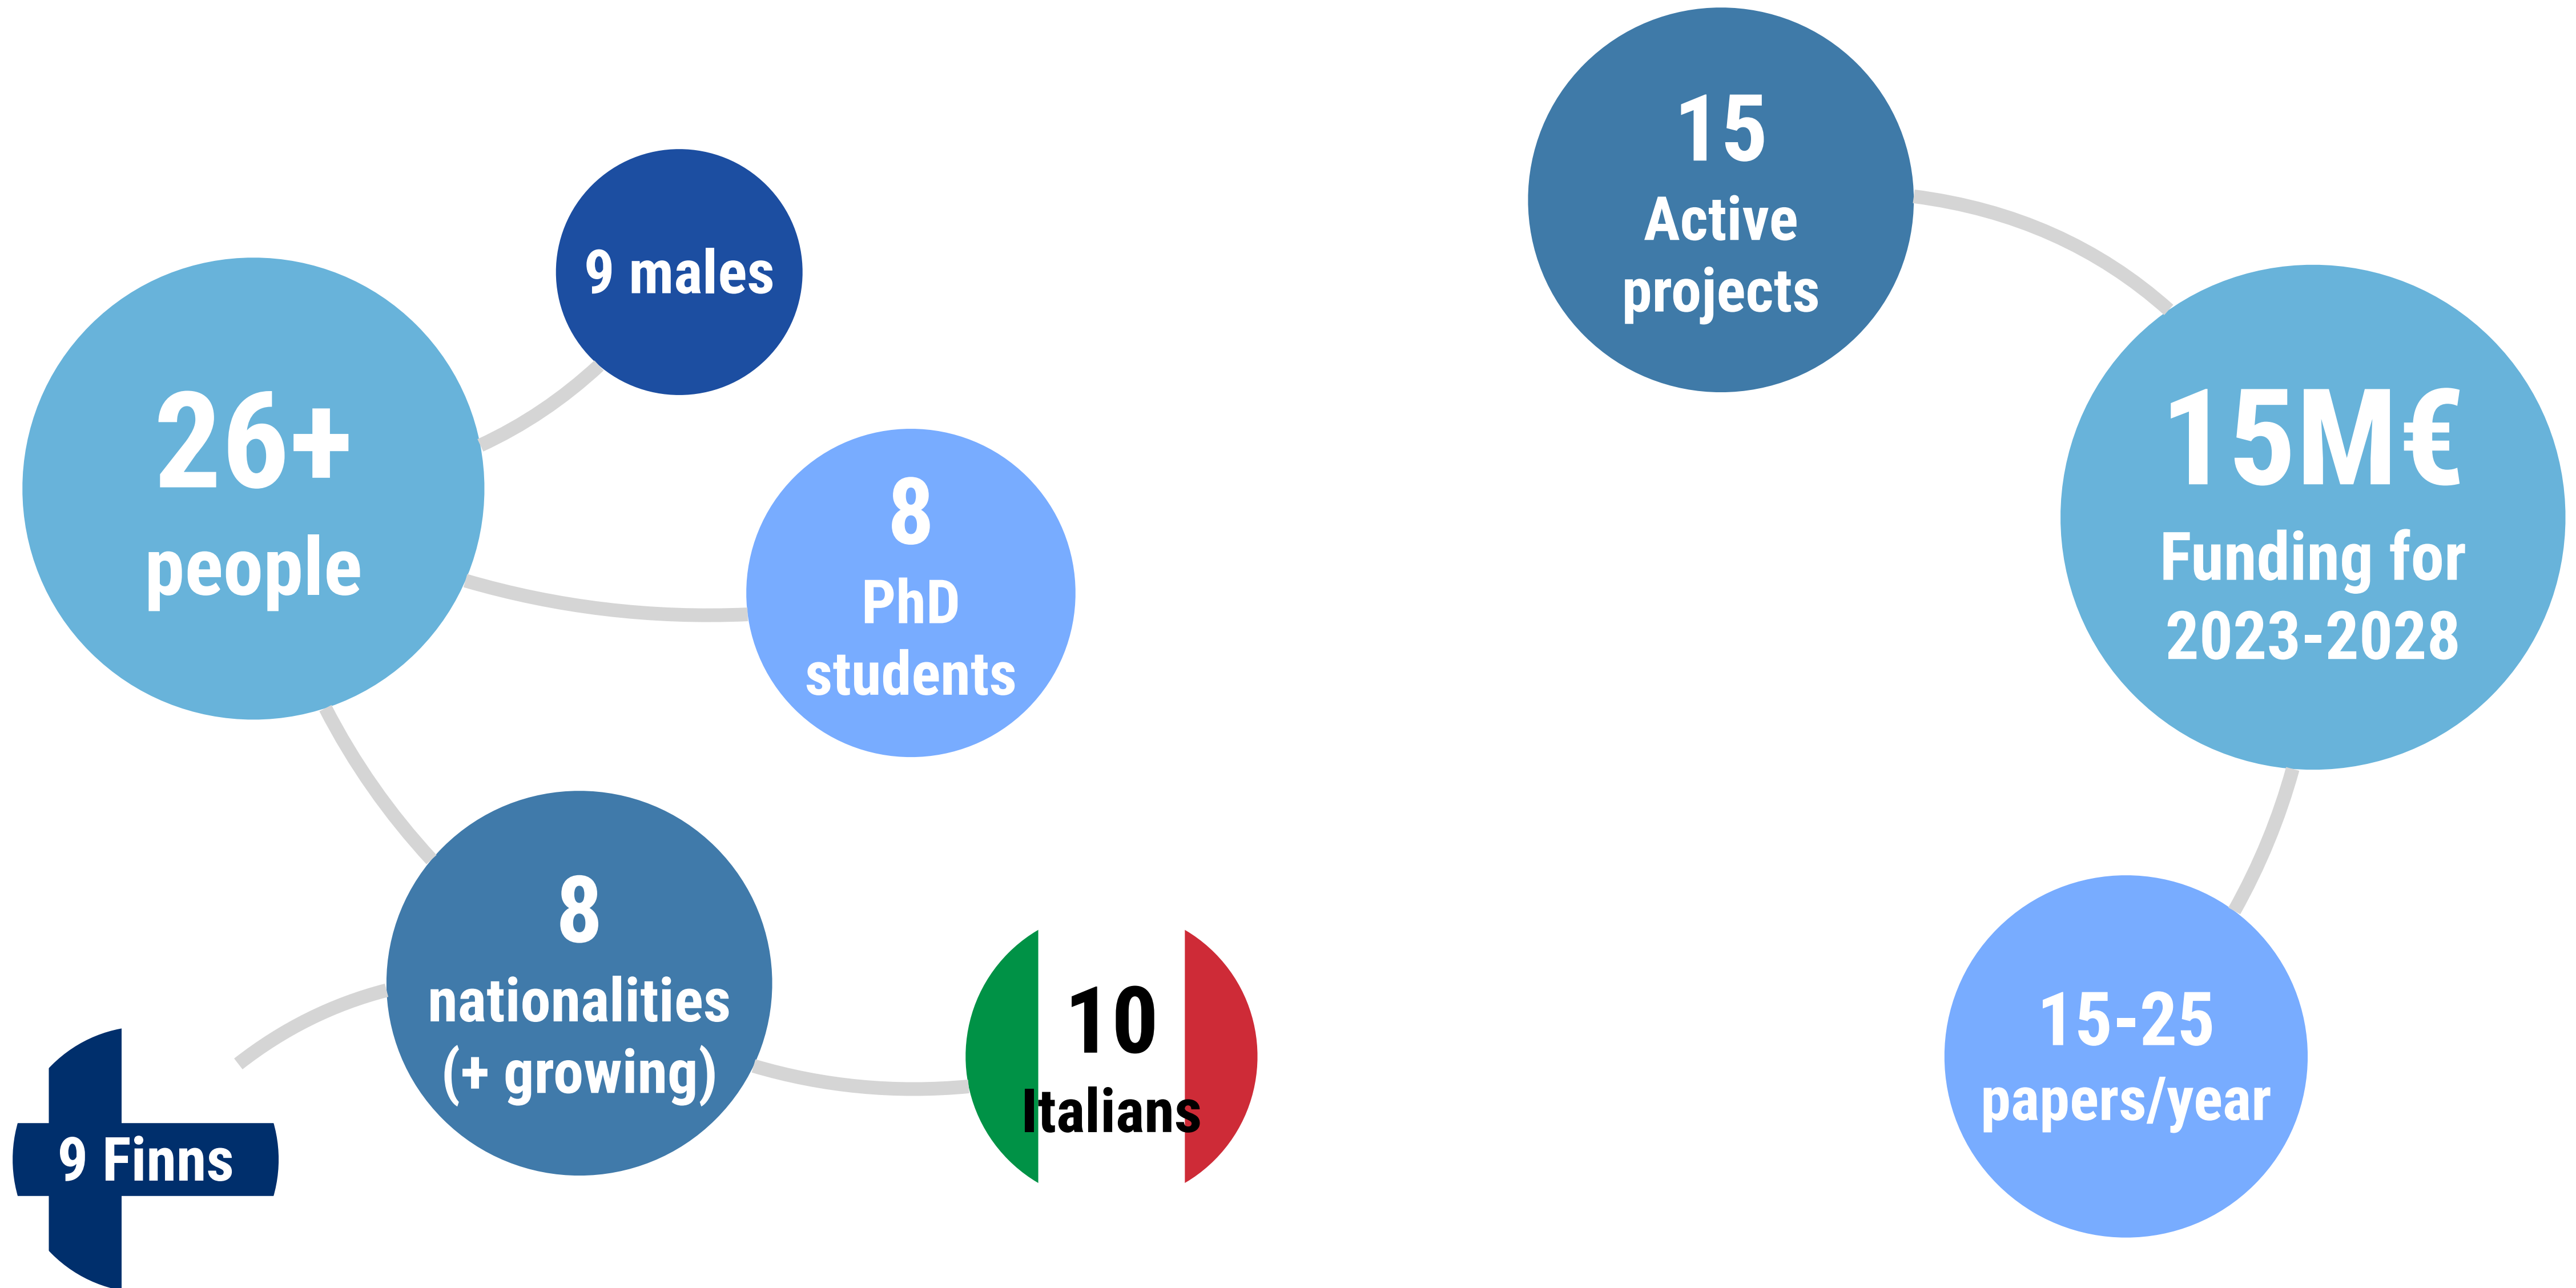 26+
people
9 males
8
PhD
students
8
nationalities
(+ growing)
9 Finns
10
Italians
15
Active
projects
15M€
Funding for
2023-2028
15-25
papers/year